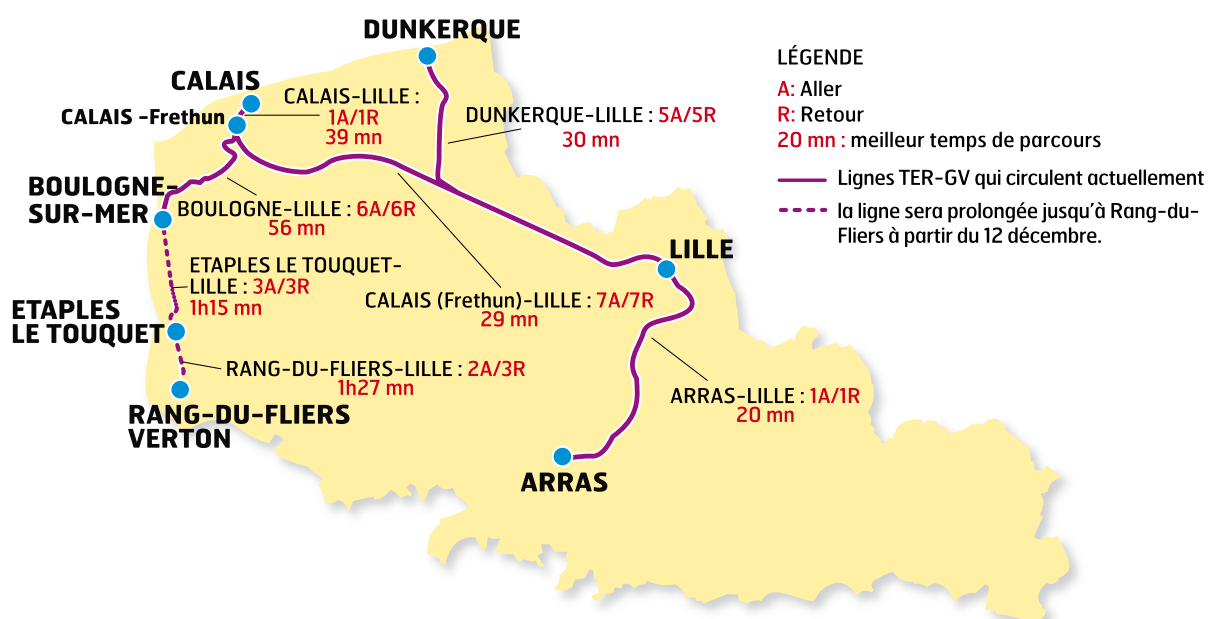 DUNKERQUE
CALAIS
CALAIS -Frethun
CALAIS-LILLE :
1A/1R
39 mn
DUNKERQUE-LILLE : 5A/5R
30 mn
LÉGENDE
A: Aller
R: Retour
20 mn : meilleur temps de parcours
Lignes TER-GV qui circulent actuellement
la ligne sera prolongée jusqu'à Rang-du-
Fliers à partir du 12 décembre.
BOULOGNE-
SUR-MER
BOULOGNE-LILLE : 6A/6R
56 mn
LILLE
ETAPLES LE TOUQUET-
LILLE : 3A/3R
1h15 mn
CALAIS (Frethun)-LILLE : 7A/7R
29 mn
ETAPLES
LE TOUQUET
RANG-DU-FLIERS-LILLE : 2A/3R
1h27 mn
RANG-DU-FLIERS
VERTON
ARRAS-LILLE : 1A/1R
20 mn
ARRAS